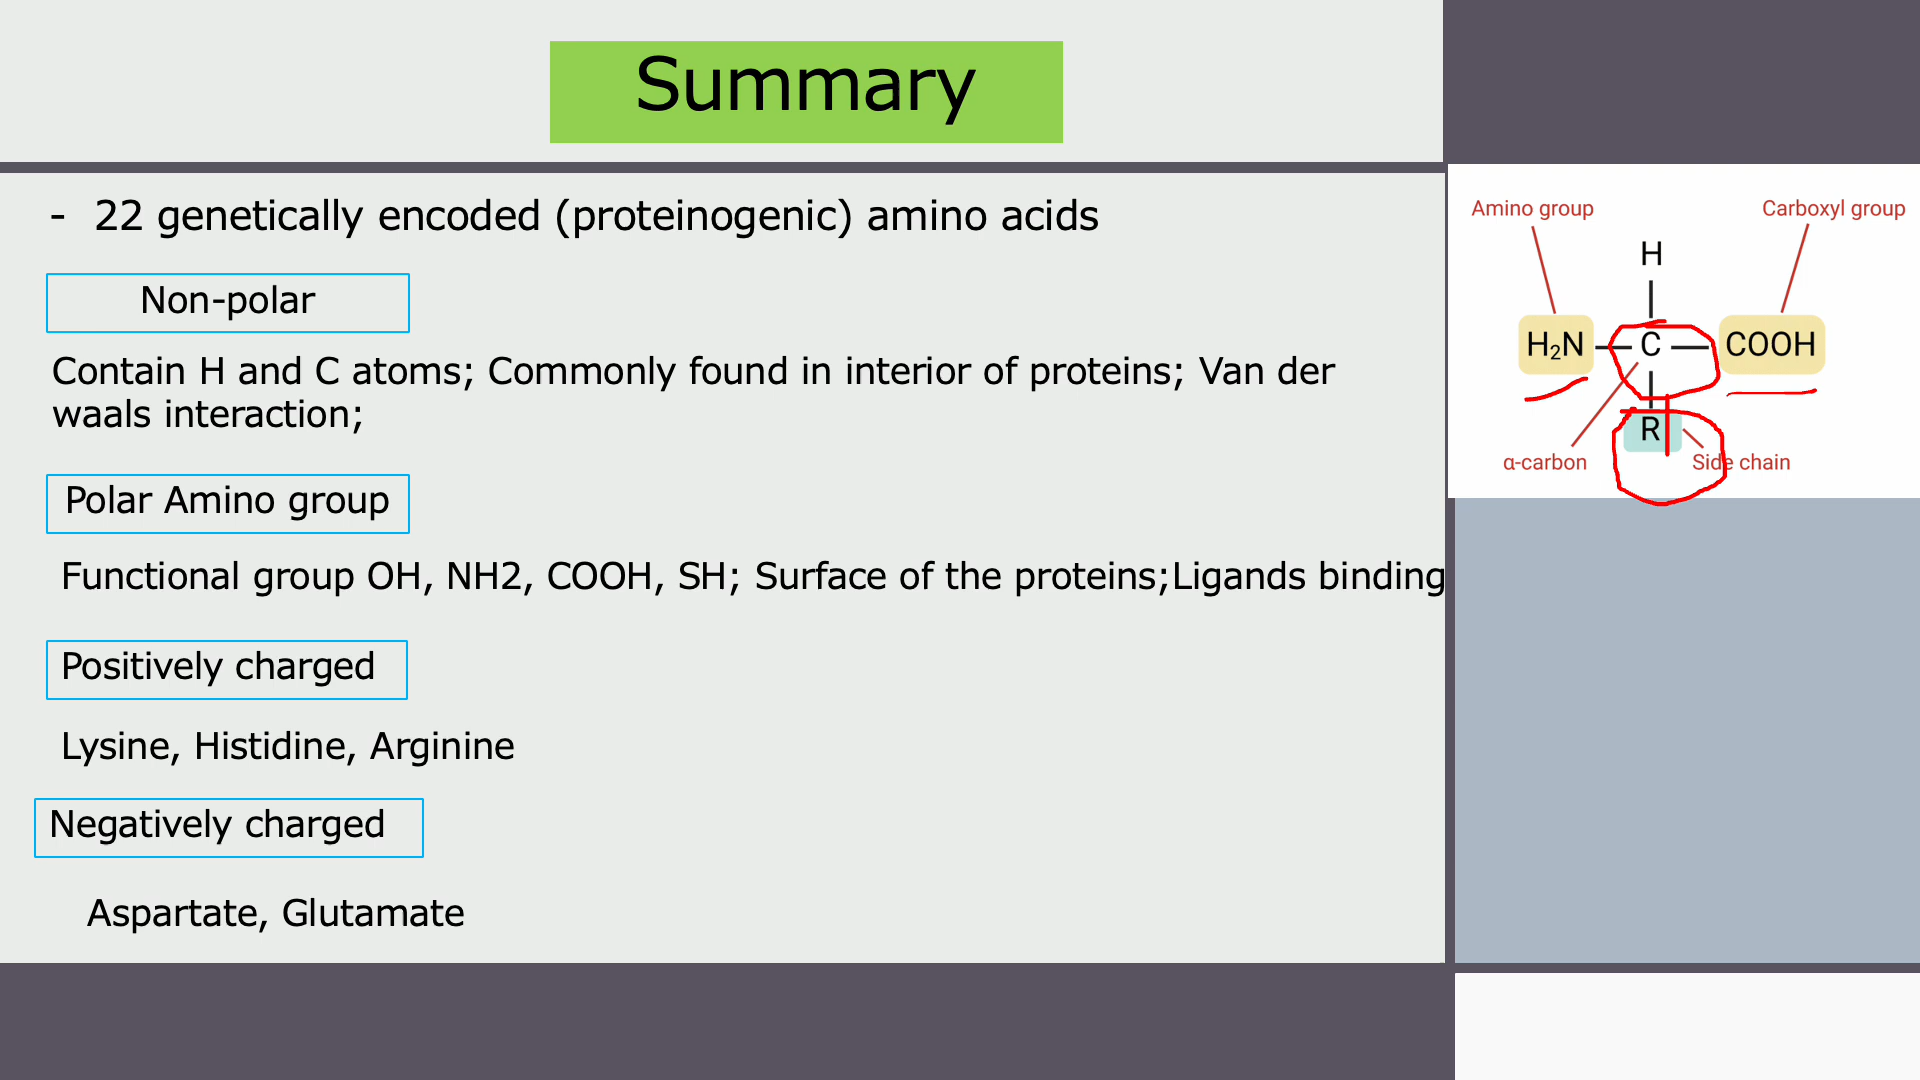 Summary
- 22 genetically encoded (proteinogenic) amino acids
Non-polar
Contain H and C atoms; Commonly found in interior of proteins; Van der
waals interaction;
Polar Amino group
Functional group OH, NH2, COOH, SH; Surface of the proteins;Ligands binding
Positively charged
Lysine, Histidine, Arginine
Negatively charged
Aspartate, Glutamate
Amino group
Carboxyl group
H
H₂N
C
COOH
R
α-carbon
Side chain